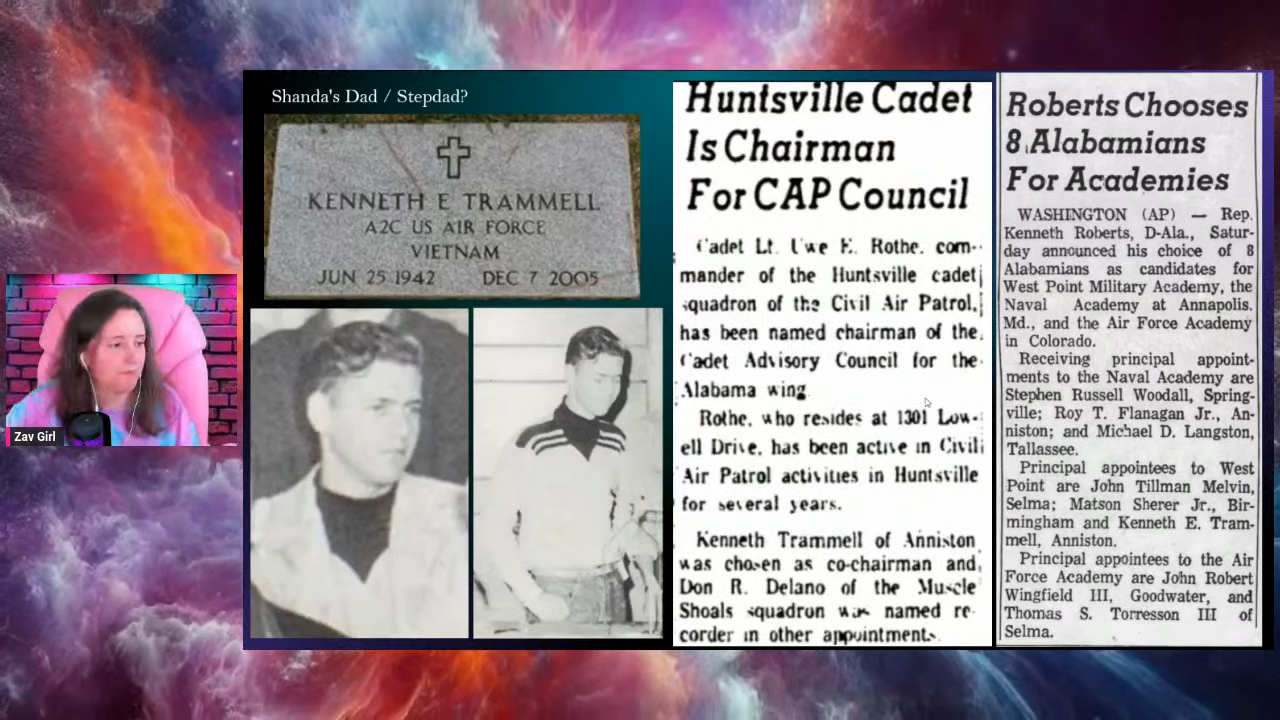 Shanda's Dad / Stepdad?
KENNETH E TRAMMELL
A2C US AIR FORCE
VIETNAM
JUN 25 1942 DEC 7 2005
Zav Girl
Huntsville Cadet
Is Chairman
For CAP Council
Cadet Lt. Uwe E. Rothe, com-
mander of the Huntsville cadet
squadron of the Civil Air Patrol,
has been named chairman of the
Cadet Advisory Council for the
Alabama wing.
Rothe, who resides at 1301 Low-
ell Drive, has been active in Civil
Air Patrol activities in Huntsville
for several years.
Kenneth Trammell of Anniston
was chosen as co-chairman and
Don R. Delano of the Muscle
Shoals squadron was named re-
corder in other appointments.
Roberts Chooses
8 Alabamians
For Academies
WASHINGTON (AP) — Rep.
Kenneth Roberts, D-Ala., Satur-
day announced his choice of 8
Alabamians as candidates for
West Point Military Academy, the
Naval Academy at Annapolis.
Md., and the Air Force Academy
in Colorado.
Receiving principal appoint-
ments to the Naval Academy are
Stephen Russell Woodall, Spring-
ville; Roy T. Flanagan Jr., An-
niston; and Michael D. Langston,
Tallassee.
Principal appointees to West
Point are John Tillman Melvin,
Selma; Matson Sherer Jr., Bir-
mingham and Kenneth E. Tram-
mell, Anniston.
Principal appointees to the Air
Force Academy are John Robert
Wingfield III, Goodwater, and
Thomas S. Torresson III of
Selma.